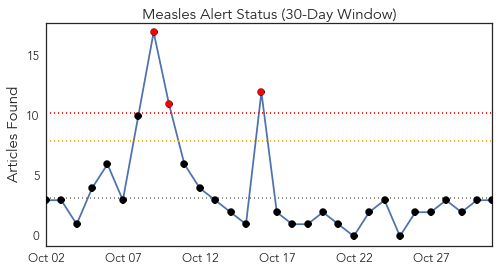 Measles Alert Status (30-Day Window)
Articles Found
15
10
5
0
Oct 02 Oct 07 Oct 12 Oct 17 Oct 22 Oct 27